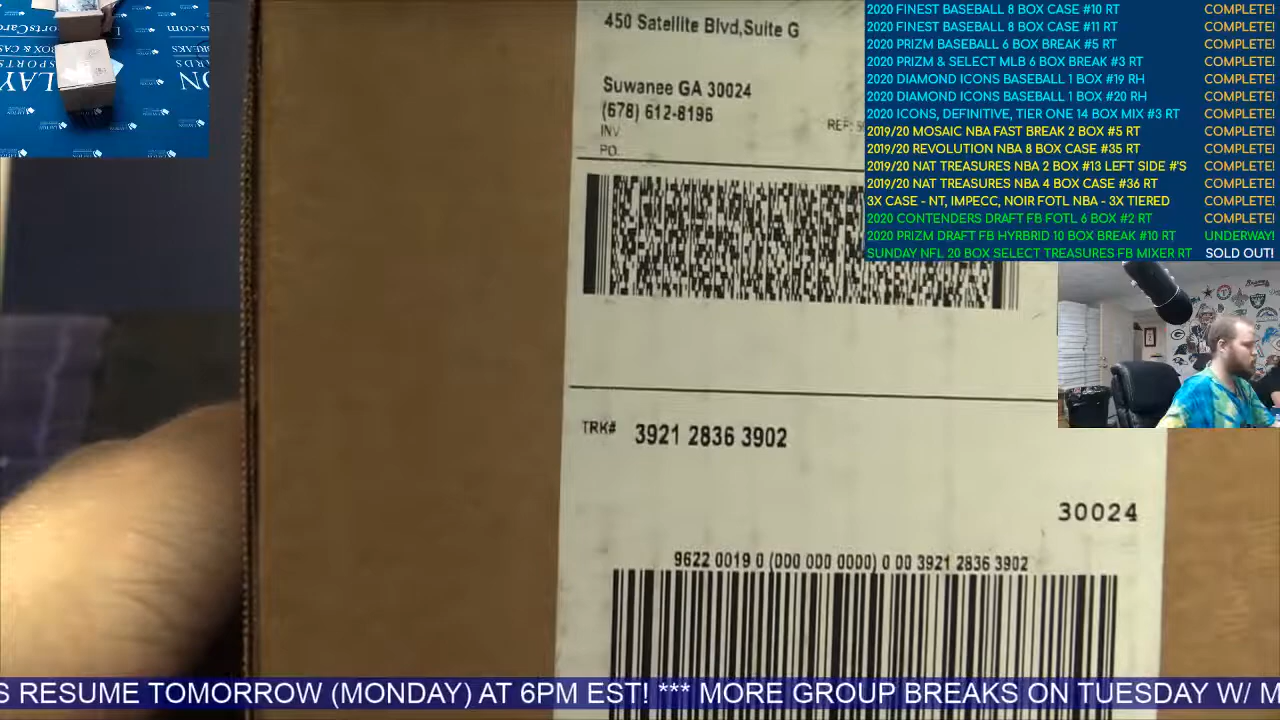 450 Satellite Blvd,Suite G
Suwanee GA 30024
(678) 612-8196
INV
PO.
REF:
TRK# 3921 2836 3902
30024
9622 0019 0 (000 000 0000) 0 00 3921 2836 3902
2020 FINEST BASEBALL 8 BOX CASE #10 RT COMPLETE!
2020 FINEST BASEBALL 8 BOX CASE #11 RT COMPLETE!
2020 PRIZM BASEBALL 6 BOX BREAK #5 RT COMPLETE!
2020 PRIZM & SELECT MLB 6 BOX BREAK #3 RT COMPLETE!
2020 DIAMOND ICONS BASEBALL 1 BOX #19 RH COMPLETE!
2020 DIAMOND ICONS BASEBALL 1 BOX #20 RH COMPLETE!
2020 ICONS, DEFINITIVE, TIER ONE 14 BOX MIX #3 RT COMPLETE!
2019/20 MOSAIC NBA FAST BREAK 2 BOX #5 RT COMPLETE!
2019/20 REVOLUTION NBA 8 BOX CASE #35 RT COMPLETE!
2019/20 NAT TREASURES NBA 2 BOX #13 LEFT SIDE #'S COMPLETE!
2019/20 NAT TREASURES NBA 4 BOX CASE #36 RT COMPLETE!
3X CASE - NT, IMPECC, NOIR FOTL NBA - 3X TIERED COMPLETE!
2020 CONTENDERS DRAFT FB FOTL 6 BOX #2 RT COMPLETE!
2020 PRIZM DRAFT FB HYRBRID 10 BOX BREAK #10 RT UNDERWAY!
SUNDAY NFL 20 BOX SELECT TREASURES FB MIXER RT SOLD OUT!
S RESUME TOMORROW (MONDAY) AT 6PM EST! *** MORE GROUP BREAKS ON TUESDAY W/ M